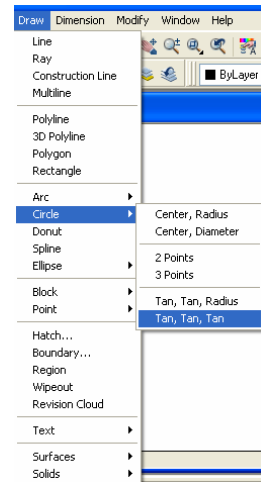 Draw Dimension Modify Window Help
Line
Ray
Construction Line
Multiline
ByLayer
Polyline
3D Polyline
Polygon
Rectangle
Arc
Circle
Donut
Spline
Ellipse
Center, Radius
Center, Diameter
2 Points
3 Points
Tan, Tan, Radius
Tan, Tan, Tan
Block
Point
Hatch...
Boundary...
Region
Wipeout
Revision Cloud
Text
Surfaces
Solids